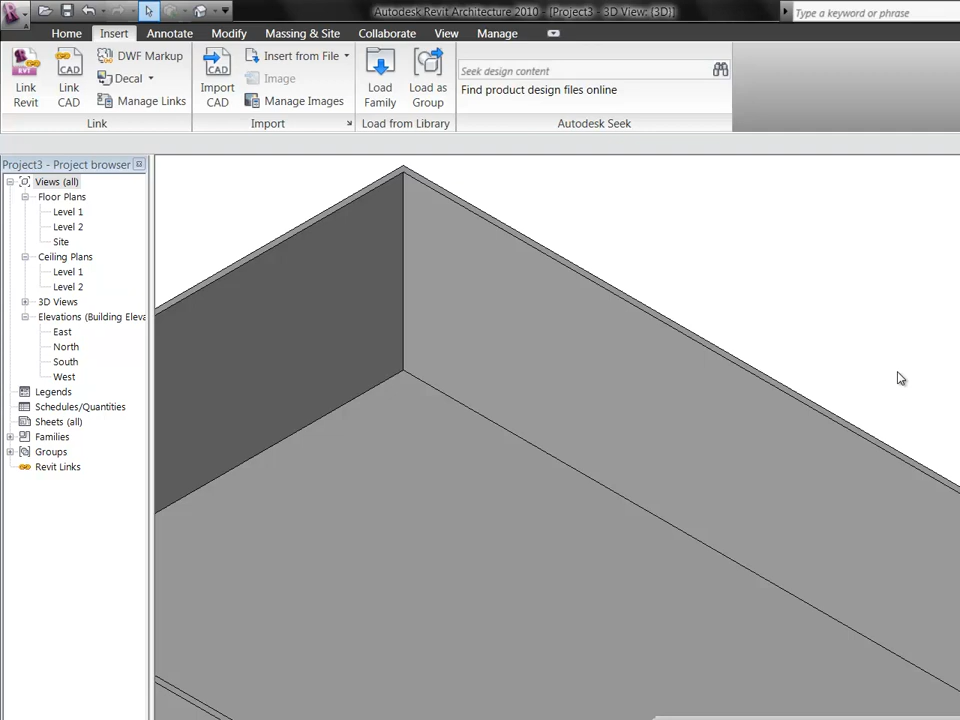 Autodesk Revit Architecture 2010 - [Project3 - 3D View: {3D}]
Type a keyword or phrase
Home Insert Annotate Modify Massing & Site Collaborate View Manage
RVT
Link
Revit
CAD
Link
CAD
DWF Markup
Decal
Manage Links
CAD
Import
CAD
Insert from File
Image
Manage Images
Load
Family
Load as
Group
Seek design content
Find product design files online
Link Import Load from Library Autodesk Seek
Project3 - Project browser
Views (all)
Floor Plans
Level 1
Level 2
Site
Ceiling Plans
Level 1
Level 2
3D Views
Elevations (Building Eleva
East
North
South
West
Legends
Schedules/Quantities
Sheets (all)
Families
Groups
Revit Links